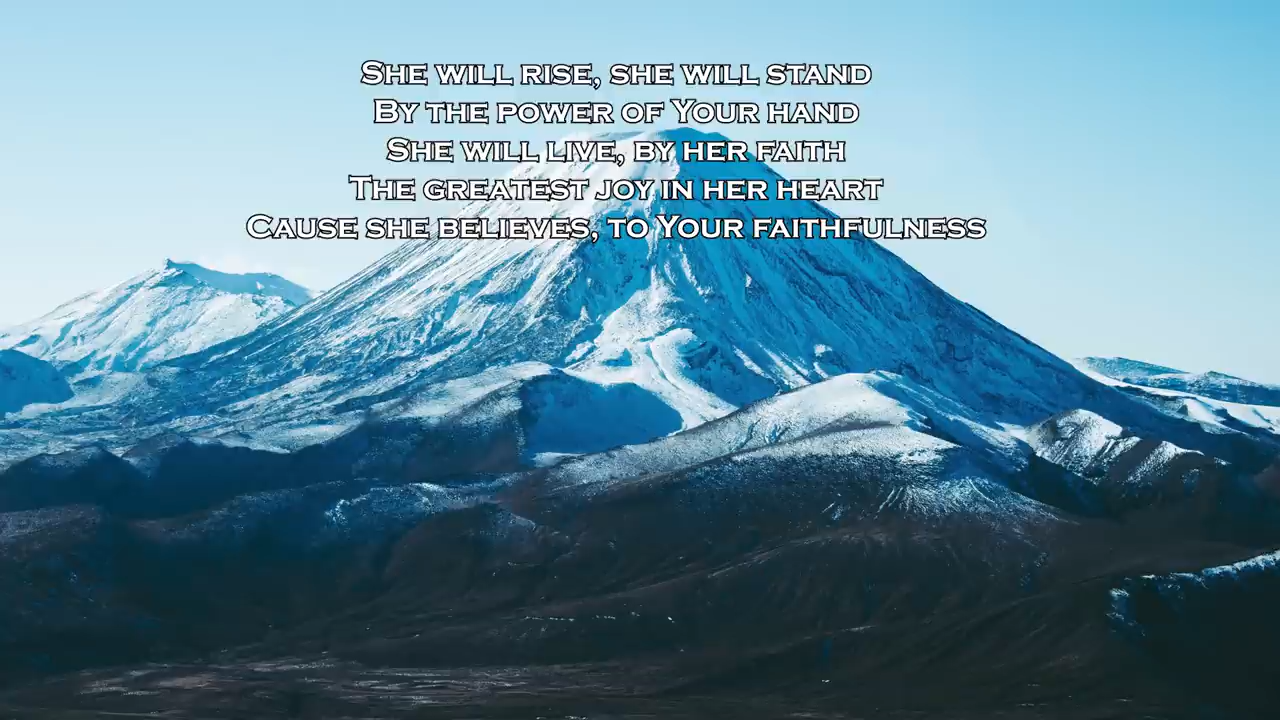 She will rise, she will stand
By the power of Your hand
She will live, by her faith
The greatest joy in her heart
Cause she believes, to Your faithfulness